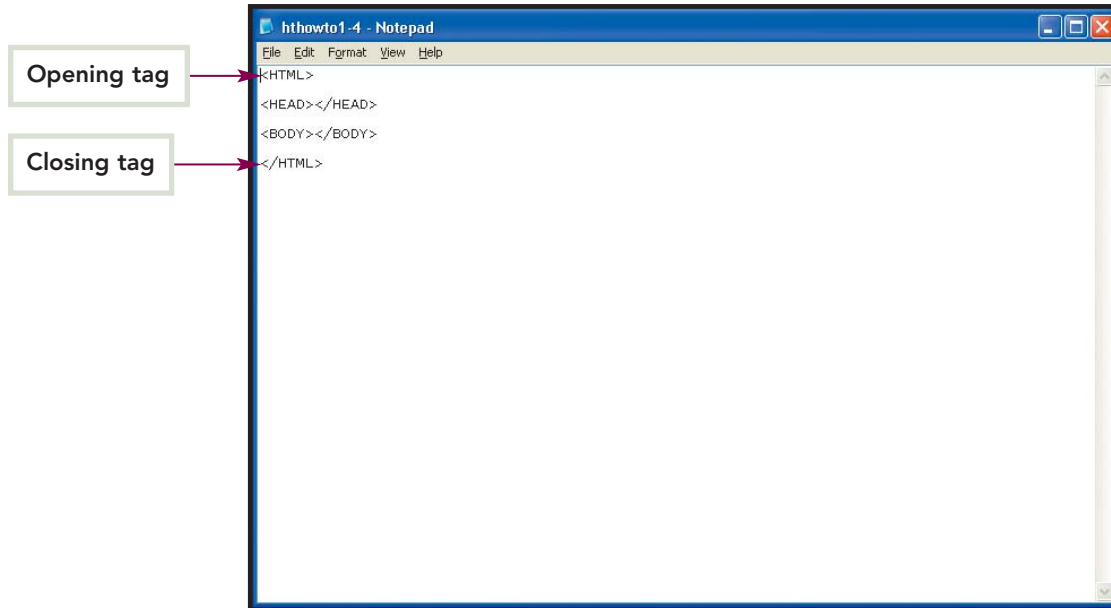 hthowto1-4 - Notepad
File Edit Format View Help
Opening tag
<HTML>
<HEAD></HEAD>
<BODY></BODY>
Closing tag
</HTML>